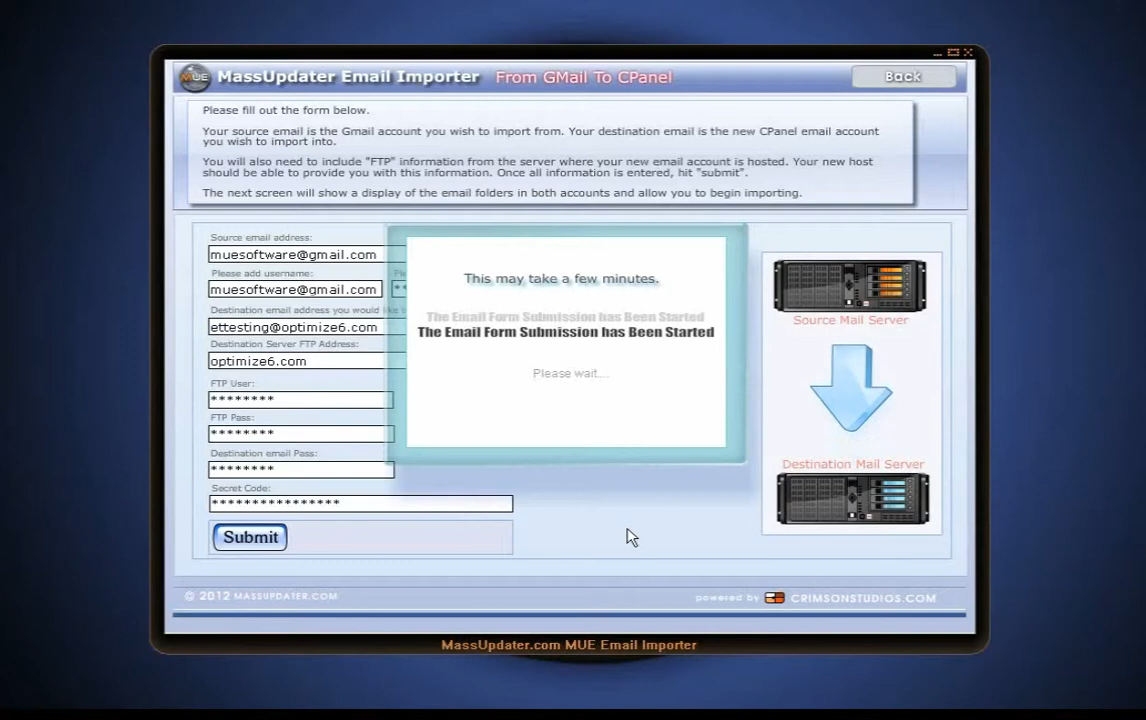 MUE MassUpdater Email Importer From GMail To CPanel Back
Please fill out the form below.
Your source email is the Gmail account you wish to import from. Your destination email is the new CPanel email account
you wish to import into.
You will also need to include "FTP" information from the server where your new email account is hosted. Your new host
should be able to provide you with this information. Once all information is entered, hit "submit".
The next screen will show a display of the email folders in both accounts and allow you to begin importing.
Source email address:
muesoftware@gmail.com
Please add username:
muesoftware@gmail.com
**
Destination email address you would like
ettesting@optimize6.com
Destination Server FTP Address:
optimize6.com
FTP User:
********
FTP Pass:
********
Destination email Pass:
********
Secret Code:
****************
Submit
This may take a few minutes.
The Email Form Submission has Been Started
The Email Form Submission has Been Started
Please wait....
Source Mail Server
Destination Mail Server
© 2012 MASSUPDATER.COM
powered by CRIMSONSTUDIOS.COM
MassUpdater.com MUE Email Importer